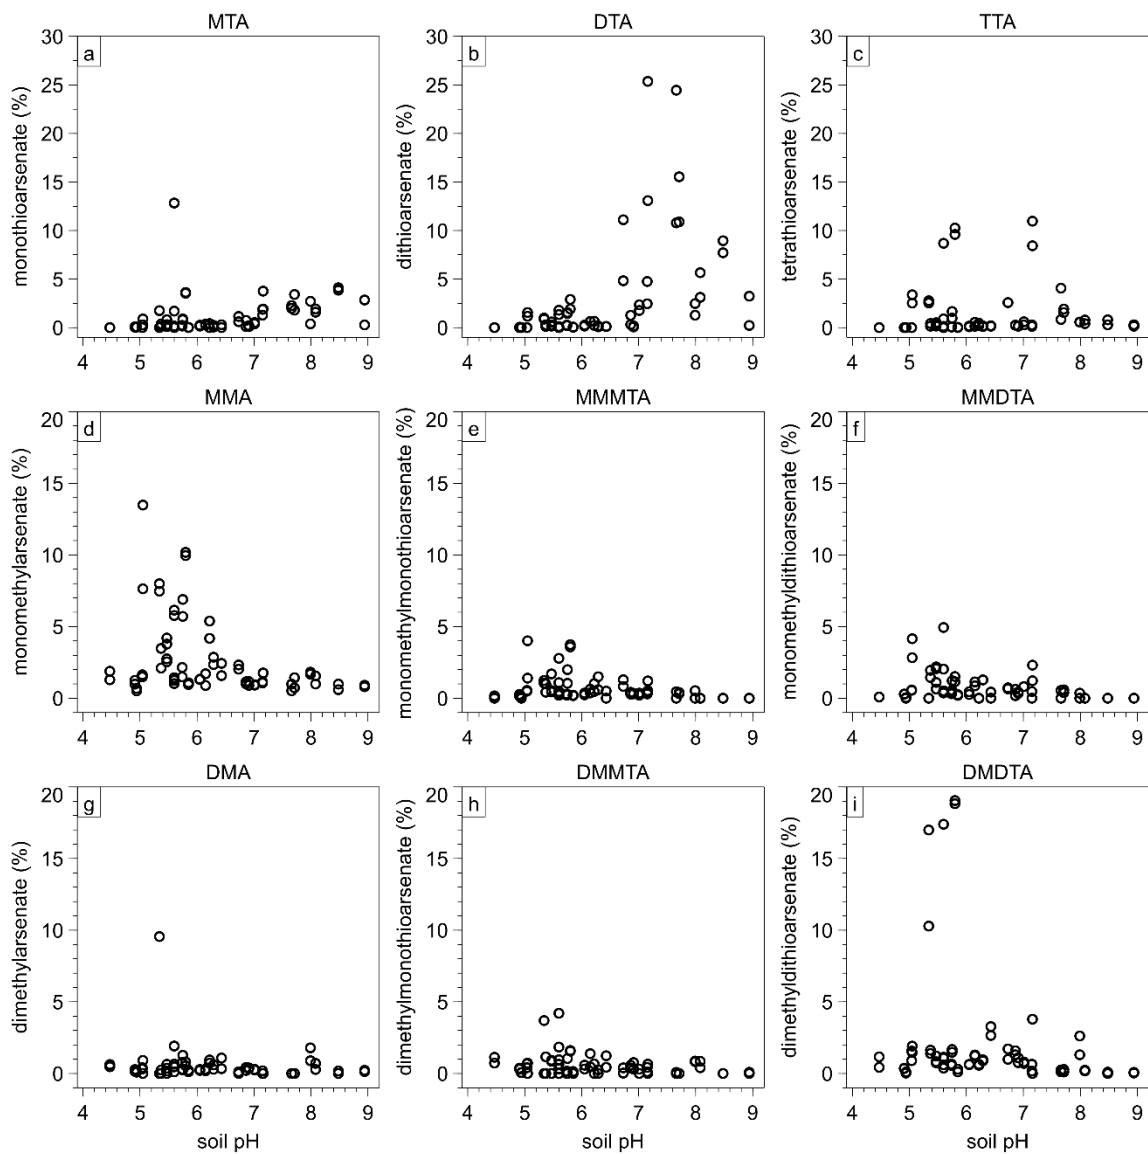 MTA
DTA
TTA
a
b
c
monothioarsenate (%)
dithioarsenate (%)
tetrathioarsenate (%)
30
25
20
15
10
5
0
30
25
20
15
10
5
0
30
25
20
15
10
5
0
4 5 6 7 8 9
4 5 6 7 8 9
4 5 6 7 8 9
MMA
MMMTA
MMDTA
d
e
f
monomethylarsenate (%)
monomethylmonothioarsenate (%)
monomethyldithioarsenate (%)
20
15
10
5
0
20
15
10
5
0
20
15
10
5
0
4 5 6 7 8 9
4 5 6 7 8 9
4 5 6 7 8 9
DMA
DMMTA
DMDTA
g
h
i
dimethylarsenate (%)
dimethylmonothioarsenate (%)
dimethyldithioarsenate (%)
20
15
10
5
0
20
15
10
5
0
20
15
10
5
0
4 5 6 7 8 9
4 5 6 7 8 9
4 5 6 7 8 9
soil pH
soil pH
soil pH